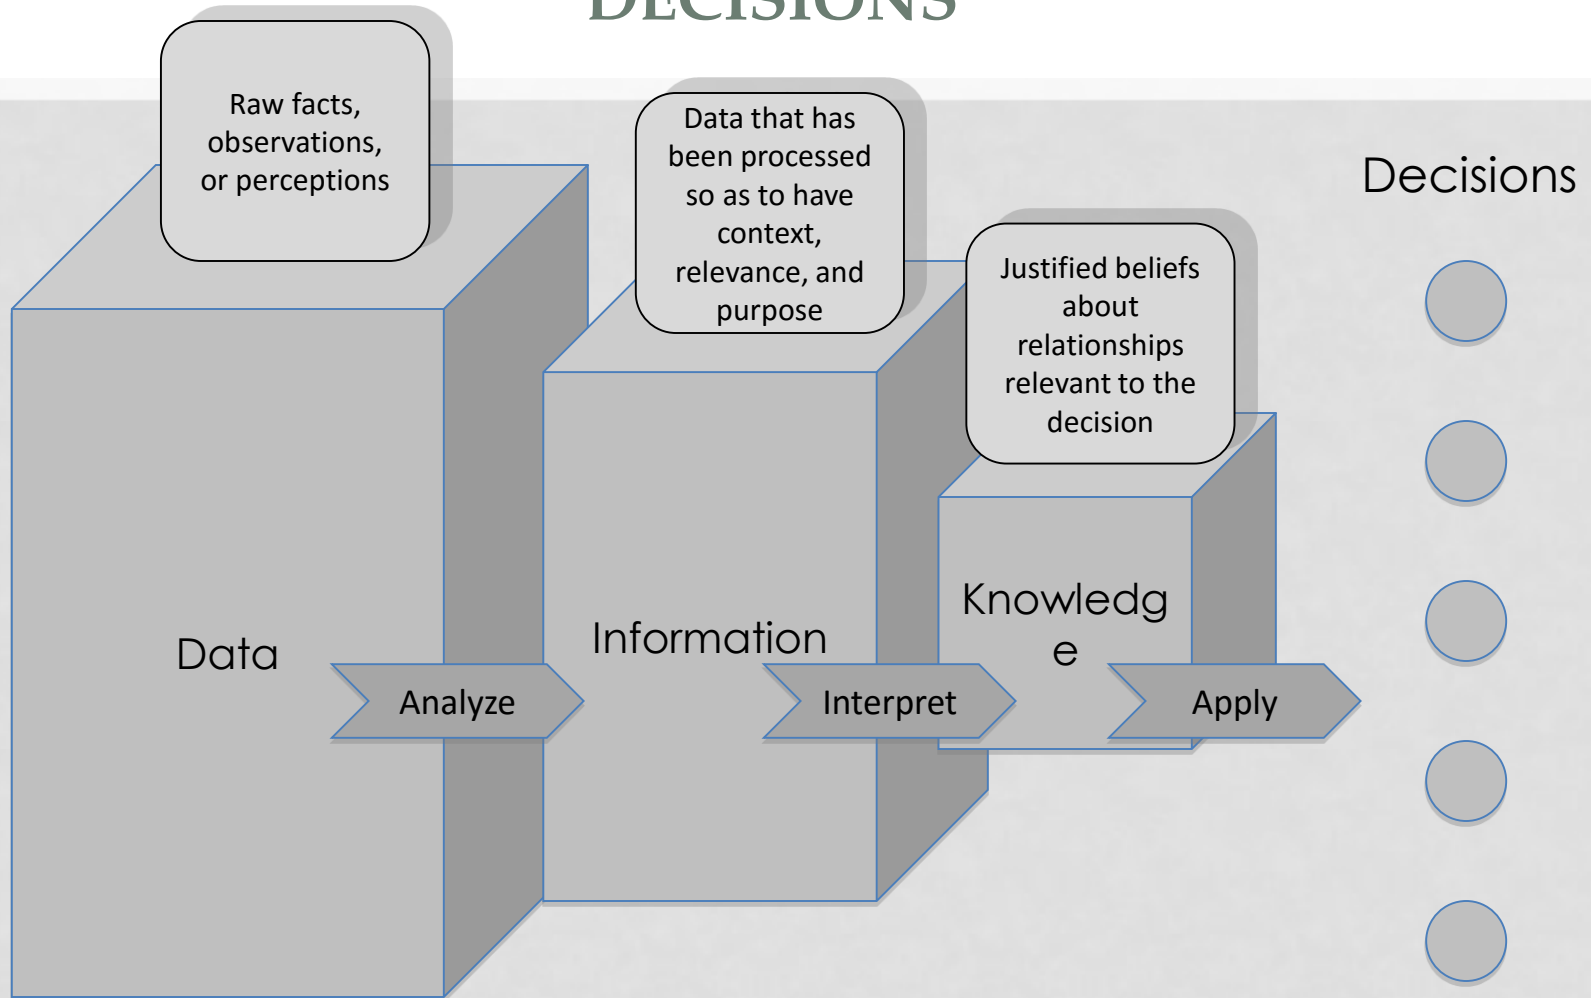 DECISIONS
Raw facts,
observations,
or perceptions
Data that has
been processed
so as to have
context,
relevance, and
purpose
Justified beliefs
about
relationships
relevant to the
decision
Decisions
Data
Information
Knowledg
e
Analyze
Interpret
Apply